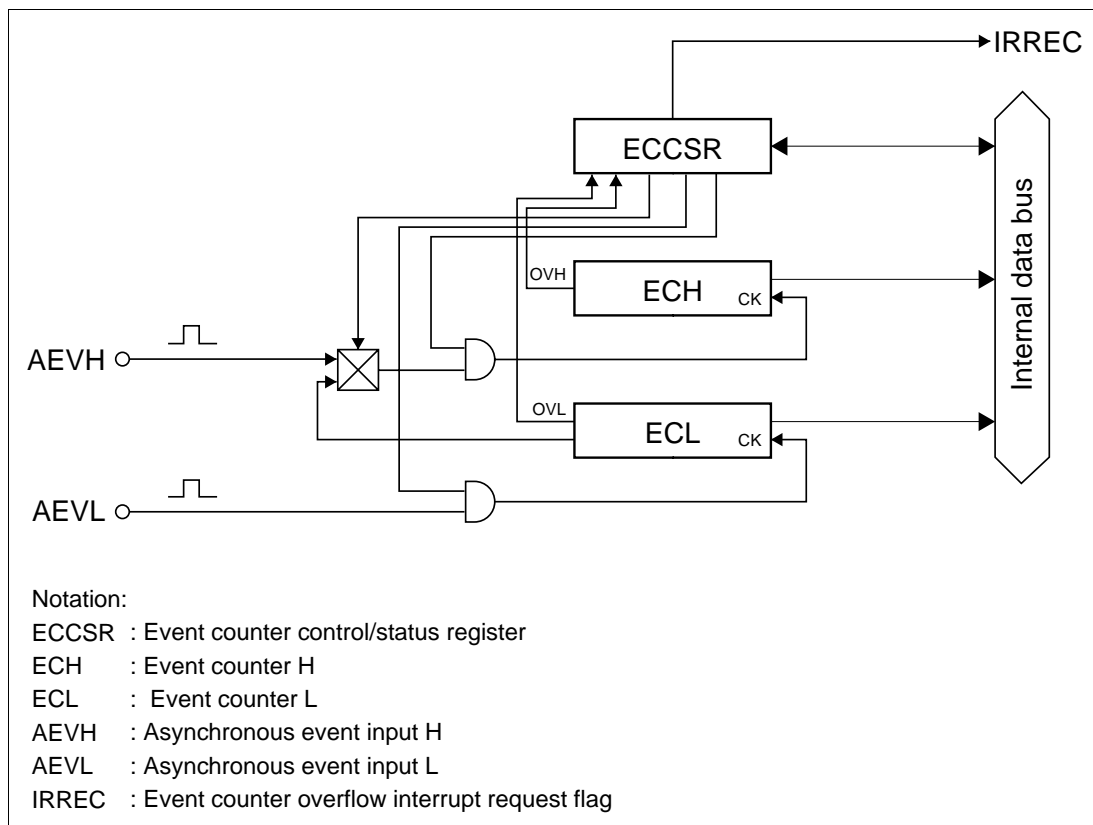 IRREC
ECCSR
Internal data bus
OVH
ECH
CK
AEVH
OVL
ECL
CK
AEVL
Notation:
ECCSR : Event counter control/status register
ECH : Event counter H
ECL : Event counter L
AEVH : Asynchronous event input H
AEVL : Asynchronous event input L
IRREC : Event counter overflow interrupt request flag